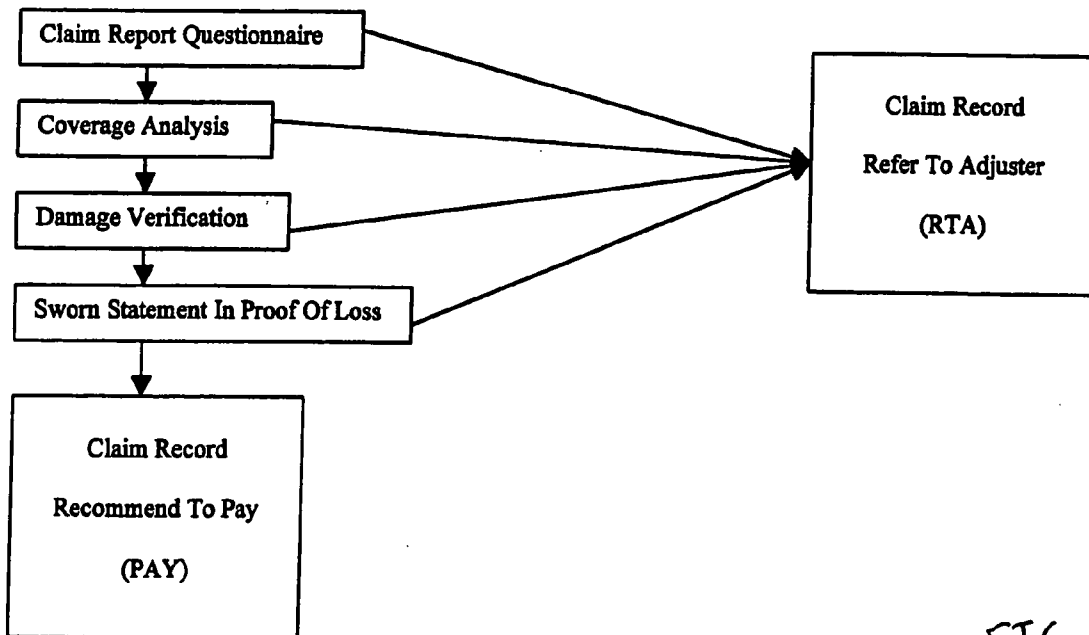 Claim Report Questionnaire
Coverage Analysis
Damage Verification
Sworn Statement In Proof Of Loss
Claim Record
Recommend To Pay
(PAY)
Claim Record
Refer To Adjuster
(RTA)